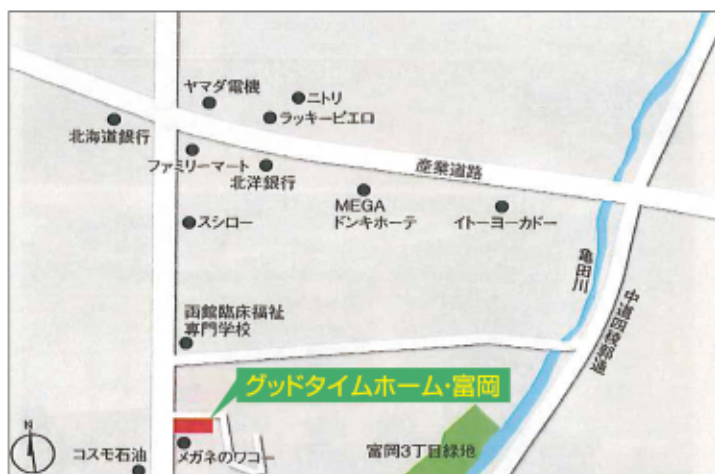 ヤマダ電機
ニトリ
ラッキーピエロ
北海道銀行
ファミリーマート
北洋銀行
産業道路
MEGA
ドンキホーテ
イトーヨーカドー
スシロー
亀田川
中道四稜郭通
函館臨床福祉
専門学校
グッドタイムホーム・富岡
N
コスモ石油
メガネのワコー
富岡3丁目緑地